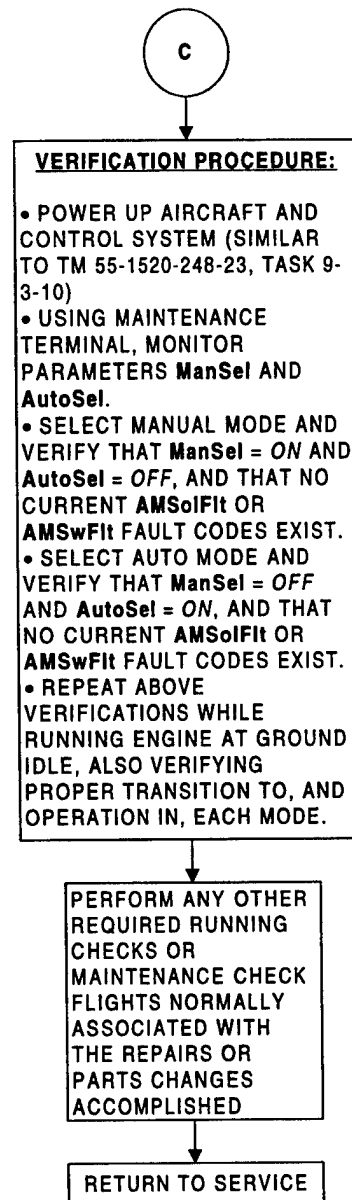 C
VERIFICATION PROCEDURE:
• POWER UP AIRCRAFT AND
CONTROL SYSTEM (SIMILAR
TO TM 55-1520-248-23, TASK 9-
3-10)
• USING MAINTENANCE
TERMINAL, MONITOR
PARAMETERS ManSel AND
AutoSel.
• SELECT MANUAL MODE AND
VERIFY THAT ManSel = ON AND
AutoSel = OFF, AND THAT NO
CURRENT AMSolFlt OR
AMSwFlt FAULT CODES EXIST.
• SELECT AUTO MODE AND
VERIFY THAT ManSel = OFF
AND AutoSel = ON, AND THAT
NO CURRENT AMSolFlt OR
AMSwFlt FAULT CODES EXIST.
• REPEAT ABOVE
VERIFICATIONS WHILE
RUNNING ENGINE AT GROUND
IDLE, ALSO VERIFYING
PROPER TRANSITION TO, AND
OPERATION IN, EACH MODE.
PERFORM ANY OTHER
REQUIRED RUNNING
CHECKS OR
MAINTENANCE CHECK
FLIGHTS NORMALLY
ASSOCIATED WITH
THE REPAIRS OR
PARTS CHANGES
ACCOMPLISHED
RETURN TO SERVICE